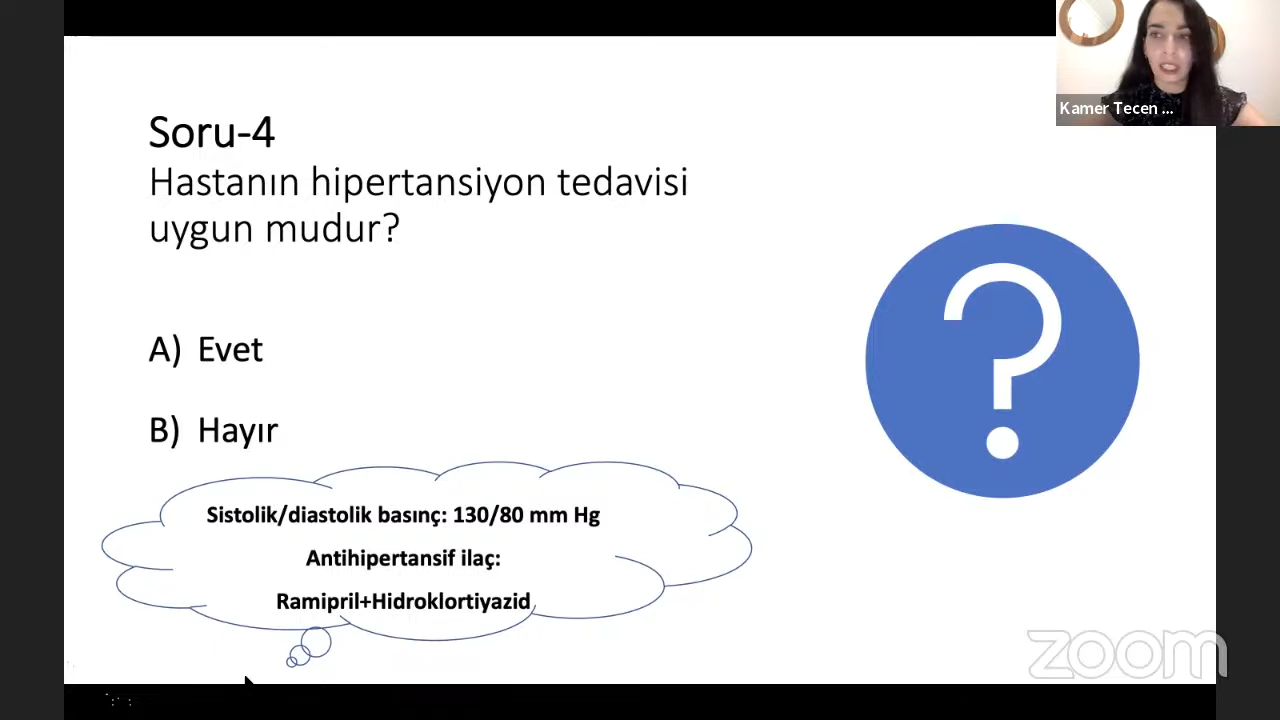 Soru-4
Hastanın hipertansiyon tedavisi
uygun mudur?
A) Evet
B) Hayır
Sistolik/diastolik basınç: 130/80 mm Hg
Antihipertansif ilaç:
Ramipril+Hidroklortiyazid
Kamer Tecen ...
zoom